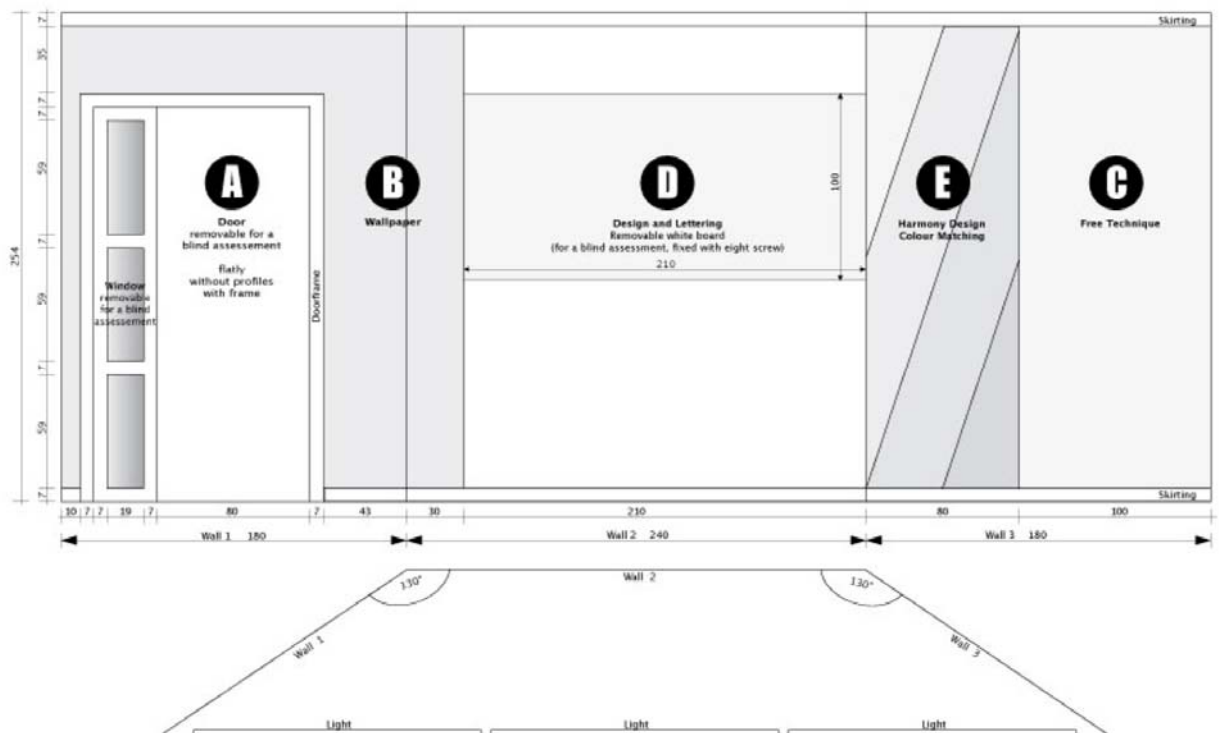 Skirting
7
35
7
7
59
7
59
7
59
7
254
A
Door
removable for a
blind assessement
flatly
without profiles
with frame
Window
removable
for a blind
assessement
Doorframe
B
Wallpaper
D
Design and Lettering
Removable white board
(for a blind assessment, fixed with eight screw)
210
100
E
Harmony Design
Colour Matching
C
Free Technique
Skirting
10 7 7 19 7 80 7 43 30 210 80 100
Wall 1 180
Wall 2 240
Wall 3 180
130°
Wall 2
130°
Wall 1
Wall 3
Light
Light
Light